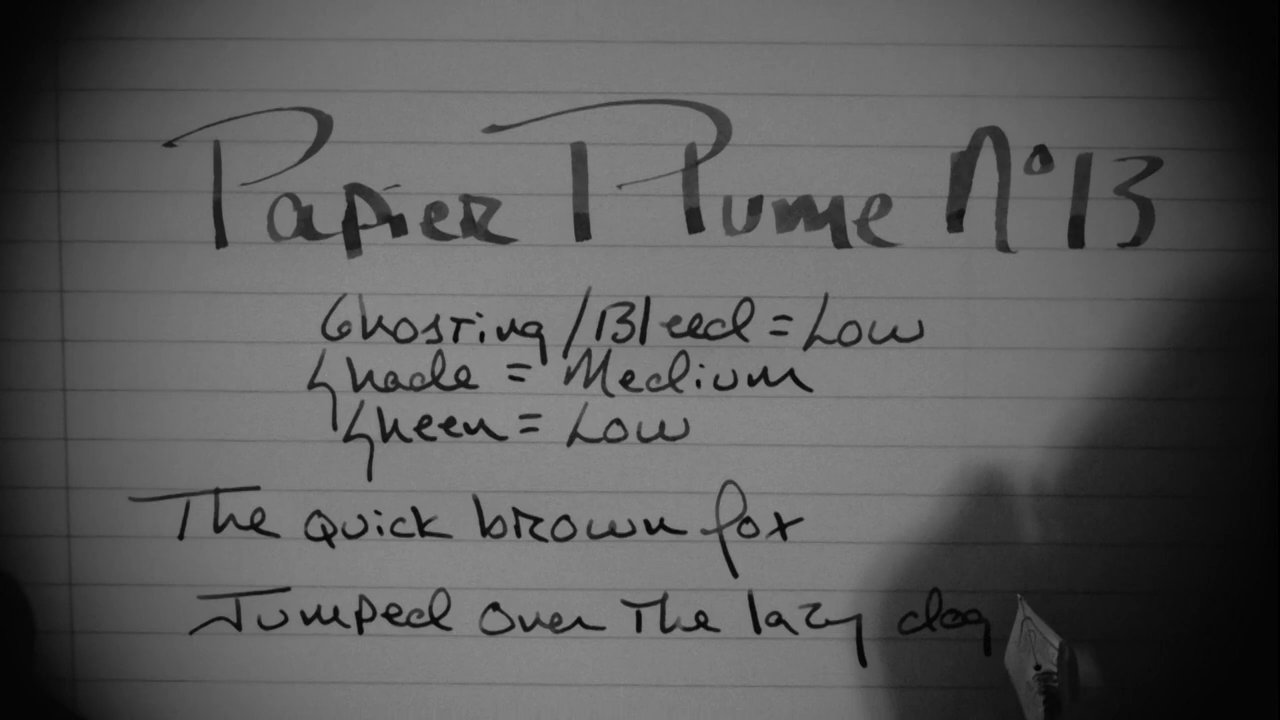 Papier Plume N° 13
Ghosting/Bleed = Low
Shade = Medium
Sheen = Low
The quick brown fox
Jumped over the lazy dog